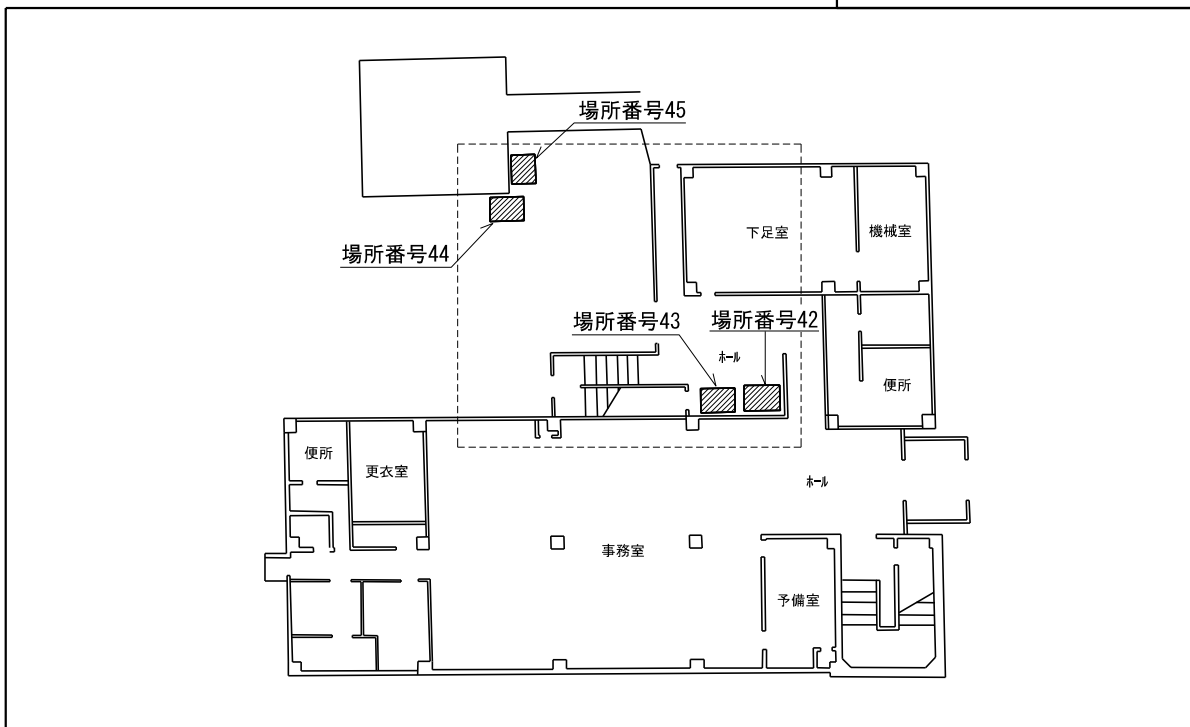 場所番号45
下足室
機械室
場所番号44
場所番号43
場所番号42
ﾎｰﾙ
便所
便所
更衣室
ﾎｰﾙ
事務室
予備室